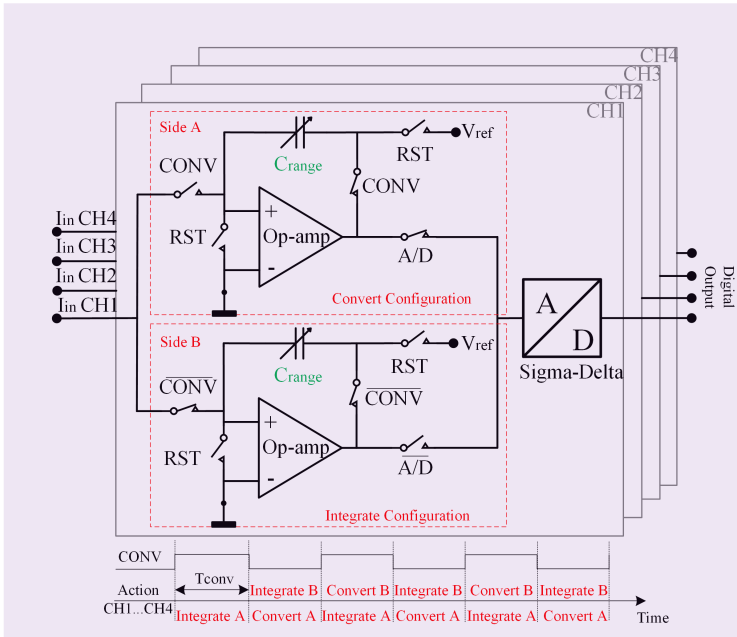 CH4
CH3
CH2
CH1
Side A
CONV
Crange
RST
Vref
CONV
RST
+
Op-amp
-
A/D
Convert Configuration
Iin CH4
Iin CH3
Iin CH2
Iin CH1
Side B
CONV
Crange
RST
Vref
CONV
RST
+
Op-amp
-
A/D
Integrate Configuration
A
D
Sigma-Delta
Digital
Output
CONV
Tconv
Action
CH1...CH4
Integrate B Convert B Integrate B Convert B Integrate B
Integrate A Convert A Integrate A Convert A Integrate A Convert A
Time